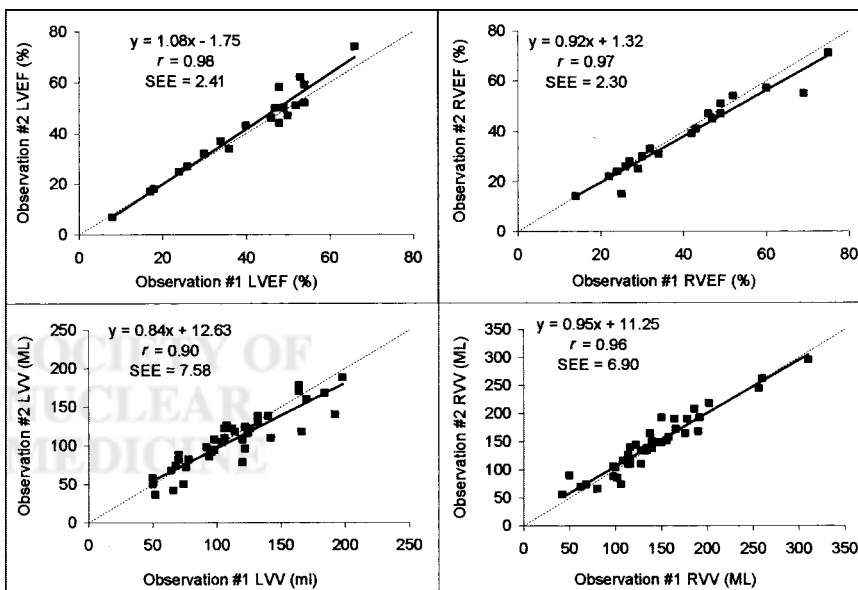 y = 1.08x - 1.75
r = 0.98
SEE = 2.41
Observation #2 LVEF (%)
80
60
40
20
0
0 20 40 60 80
Observation #1 LVEF (%)
y = 0.92x + 1.32
r = 0.97
SEE = 2.30
Observation #2 RVEF (%)
80
60
40
20
0
0 20 40 60 80
Observation #1 RVEF (%)
y = 0.84x + 12.63
r = 0.90
SEE = 7.58
Observation #2 LVV (ML)
250
200
150
100
50
0
0 50 100 150 200 250
Observation #1 LVV (ml)
y = 0.95x + 11.25
r = 0.96
SEE = 6.90
Observation #2 RVV (ML)
350
300
250
200
150
100
50
0
0 50 100 150 200 250 300 350
Observation #1 RVV (ML)
SOCIETY OF
NUCLEAR
MEDICINE